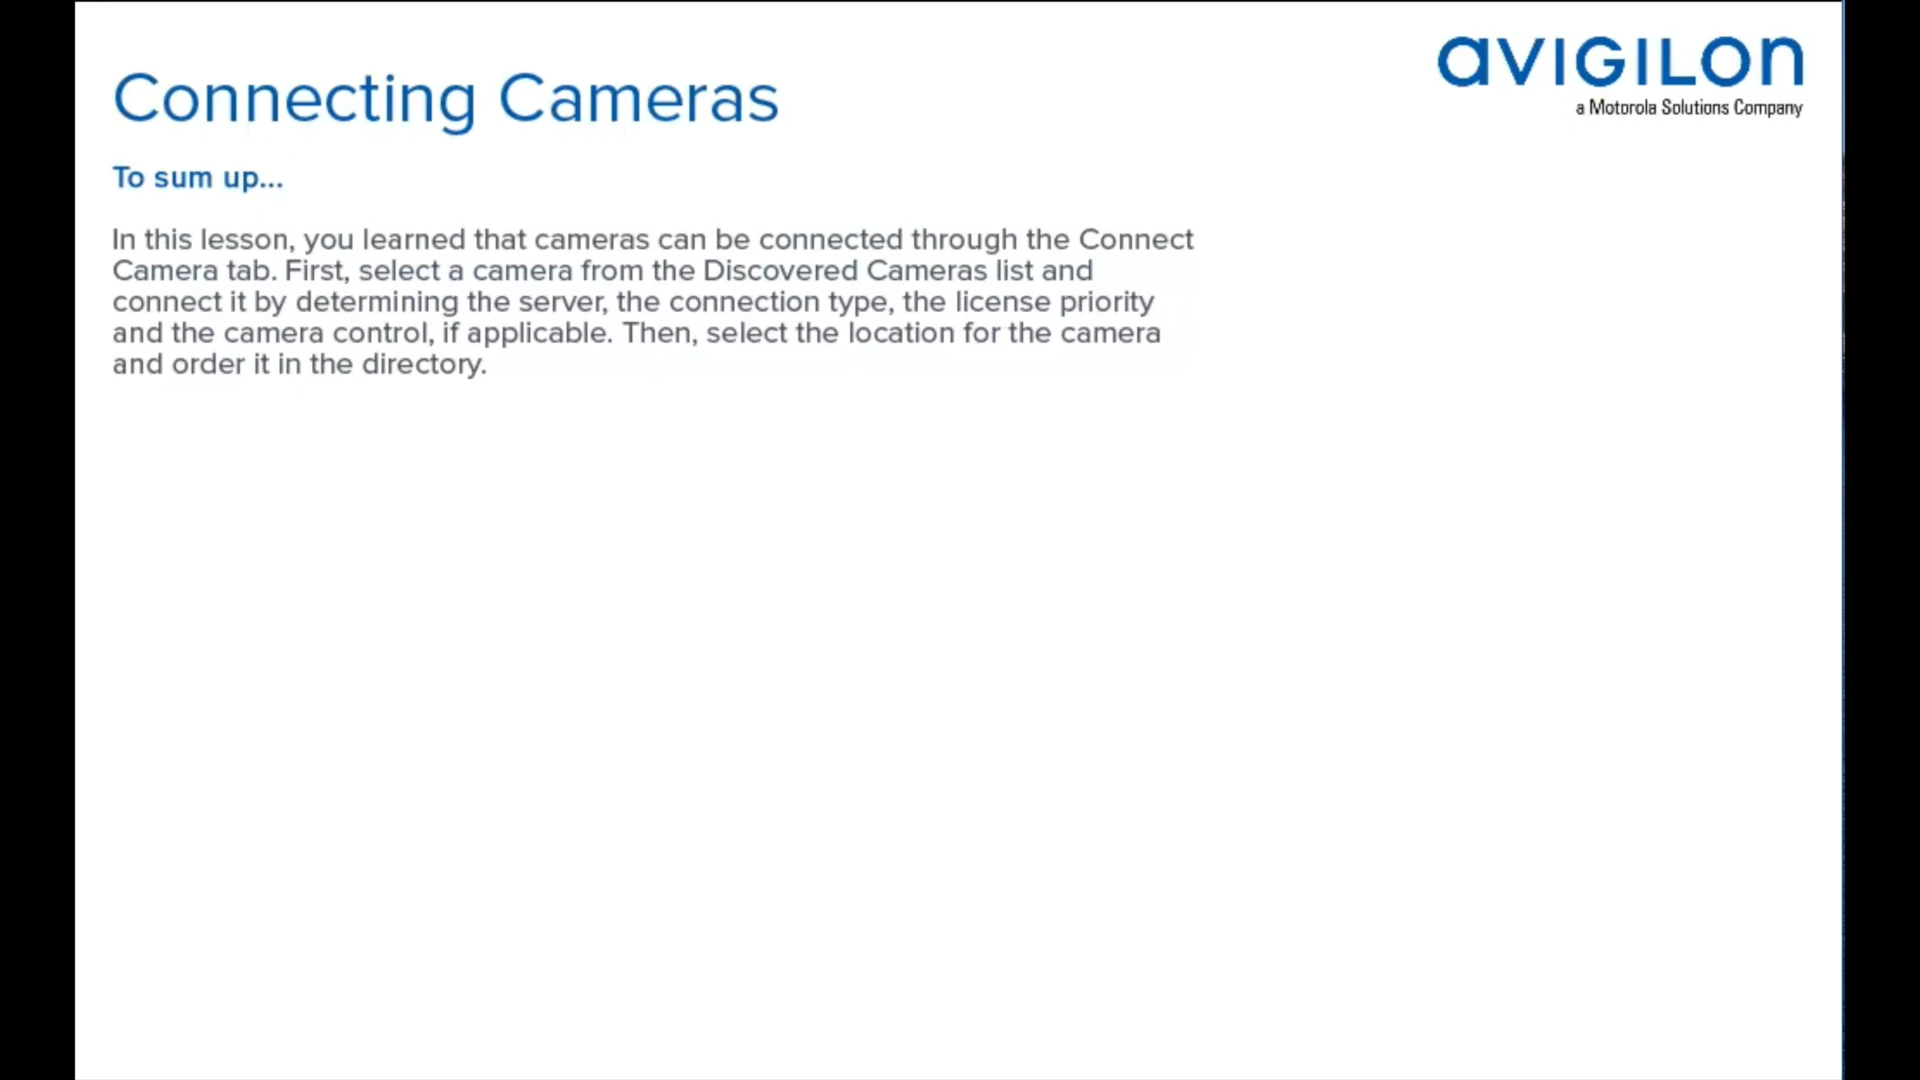 avigilon
a Motorola Solutions Company
Connecting Cameras
To sum up...
In this lesson, you learned that cameras can be connected through the Connect
Camera tab. First, select a camera from the Discovered Cameras list and
connect it by determining the server, the connection type, the license priority
and the camera control, if applicable. Then, select the location for the camera
and order it in the directory.